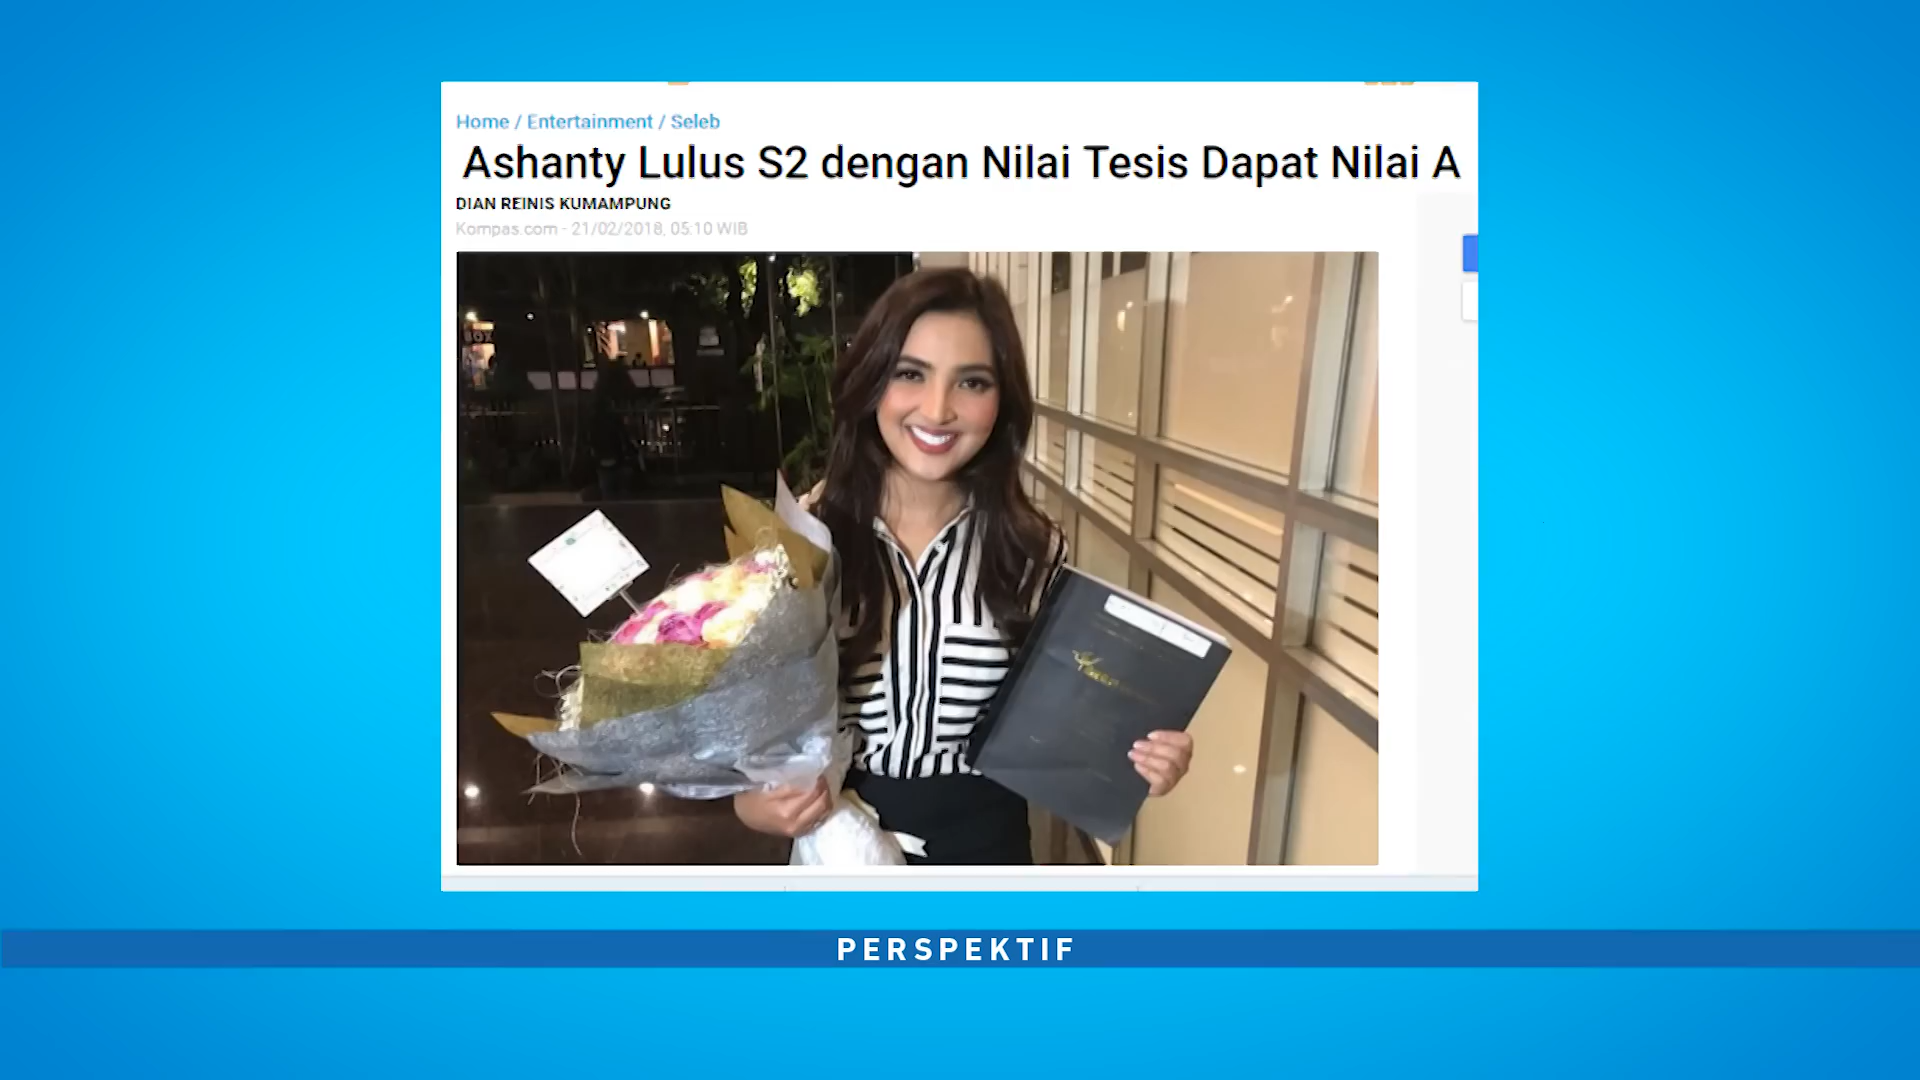 Home / Entertainment / Seleb
Ashanty Lulus S2 dengan Nilai Tesis Dapat Nilai A
DIAN REINIS KUMAMPUNG
Kompas.com - 21/02/2018, 05:10 WIB
BOX
PERSPEKTIF